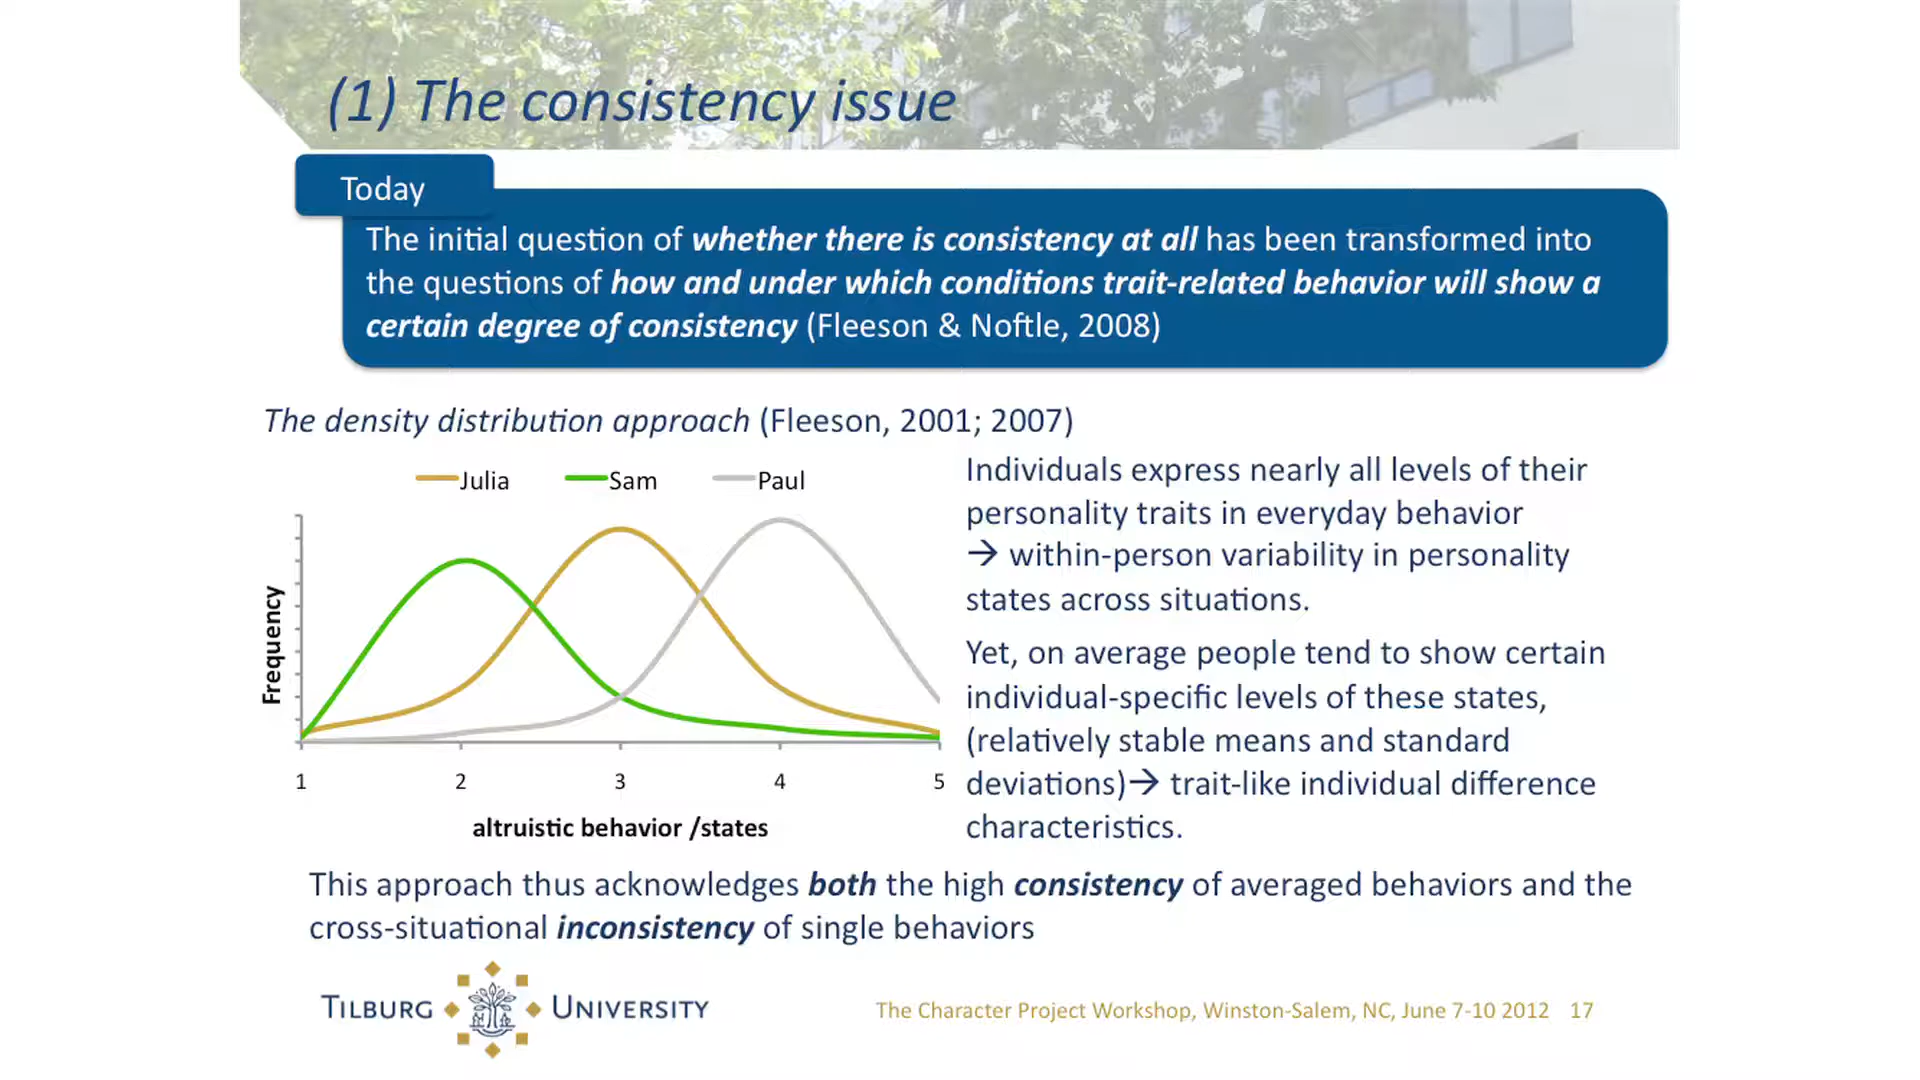 (1) The consistency issue
Today
The initial question of whether there is consistency at all has been transformed into
the questions of how and under which conditions trait-related behavior will show a
certain degree of consistency (Fleeson & Noftle, 2008)
The density distribution approach (Fleeson, 2001; 2007)
Julia Sam Paul
Frequency
1 2 3 4 5
altruistic behavior /states
Individuals express nearly all levels of their
personality traits in everyday behavior
→ within-person variability in personality
states across situations.
Yet, on average people tend to show certain
individual-specific levels of these states,
(relatively stable means and standard
deviations)→ trait-like individual difference
characteristics.
This approach thus acknowledges both the high consistency of averaged behaviors and the
cross-situational inconsistency of single behaviors
TILBURG UNIVERSITY
The Character Project Workshop, Winston-Salem, NC, June 7-10 2012 17